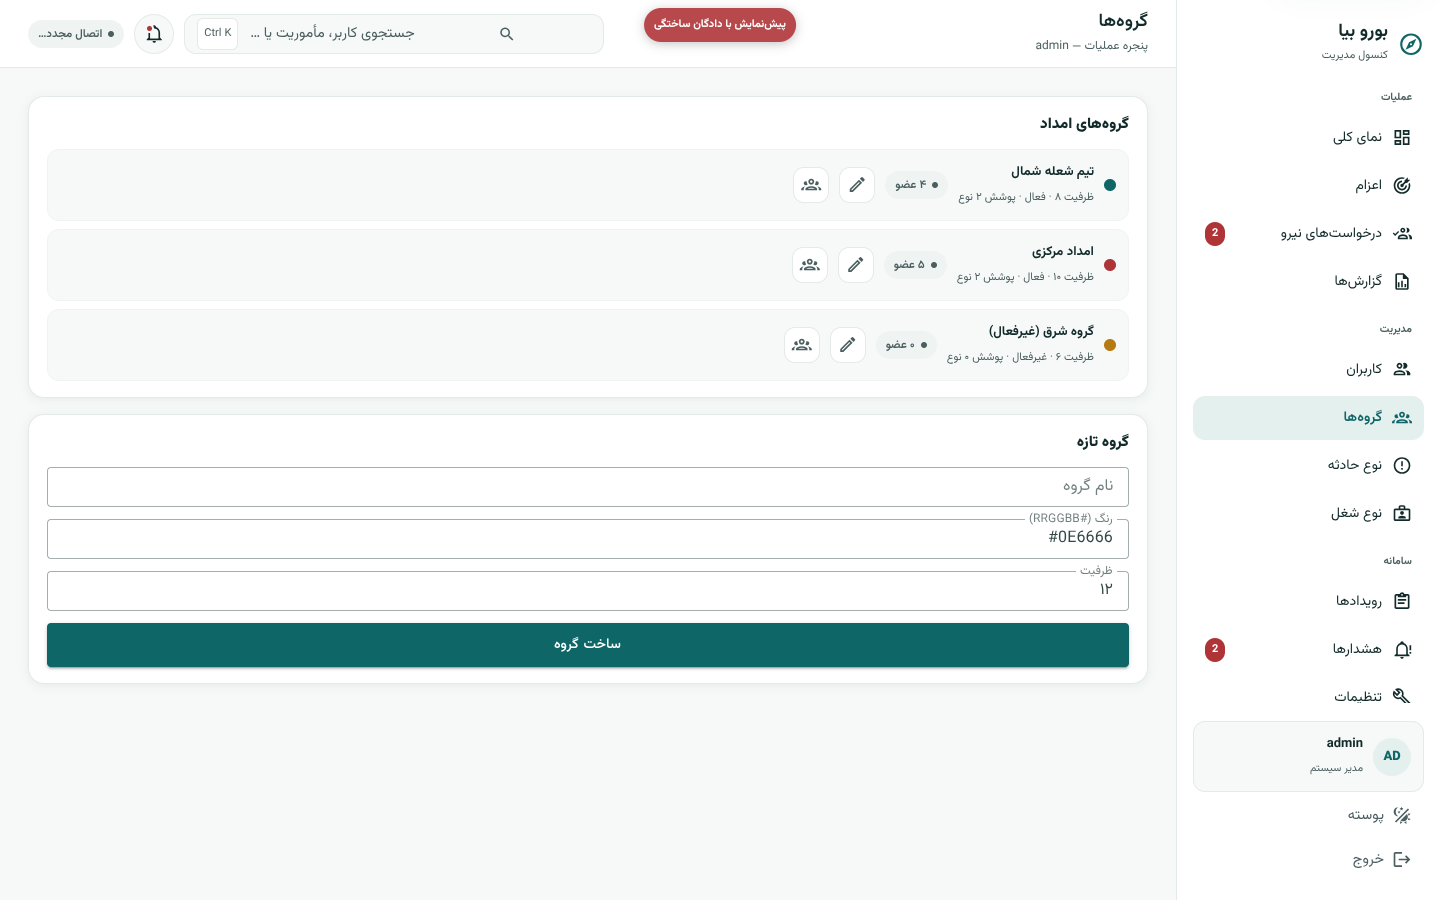 بورو بیا
کنسول مدیریت
عملیات
نمای کلی
اعزام
درخواست‌های نیرو
2
گزارش‌ها
مدیریت
کاربران
گروه‌ها
نوع حادثه
نوع شغل
سامانه
رویدادها
هشدارها
2
تنظیمات
AD
admin
مدیر سیستم
پوسته
خروج
گروه‌ها
پنجره عملیات — admin
پیش‌نمایش با دادگان ساختگی
جستجوی کاربر، مأموریت یا ...
Ctrl K
اتصال مجدد...
گروه‌های امداد
تیم شعله شمال
ظرفیت ۸ · فعال · پوشش ۲ نوع
۴ عضو
امداد مرکزی
ظرفیت ۱۰ · فعال · پوشش ۲ نوع
۵ عضو
گروه شرق (غیرفعال)
ظرفیت ۶ · غیرفعال · پوشش ۰ نوع
۰ عضو
گروه تازه
نام گروه
رنگ (#RRGGBB)
#0E6666
ظرفیت
۱۲
ساخت گروه